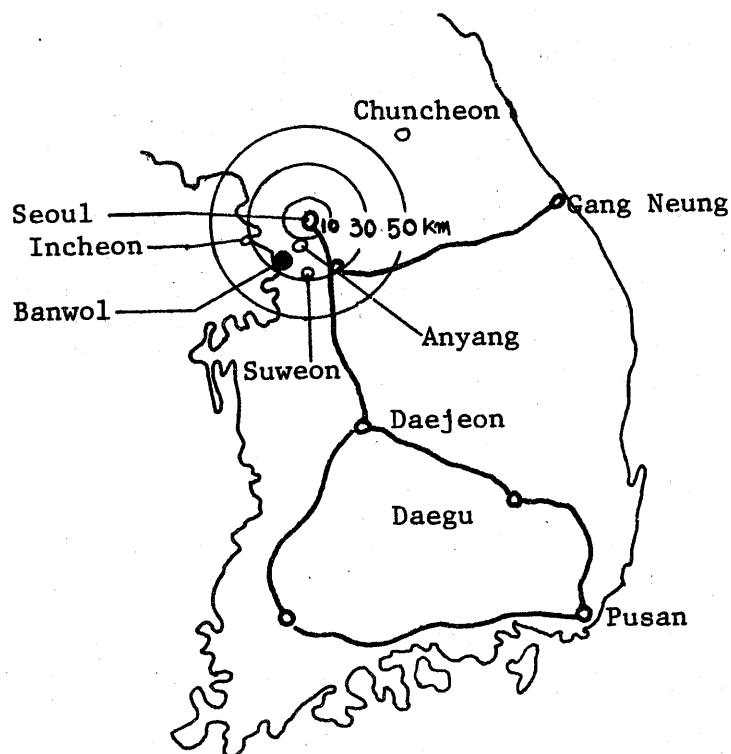 Chuncheon
Seoul
10 30 50 km
Gang Neung
Incheon
Banwol
Anyang
Suweon
Daejeon
Daegu
Pusan